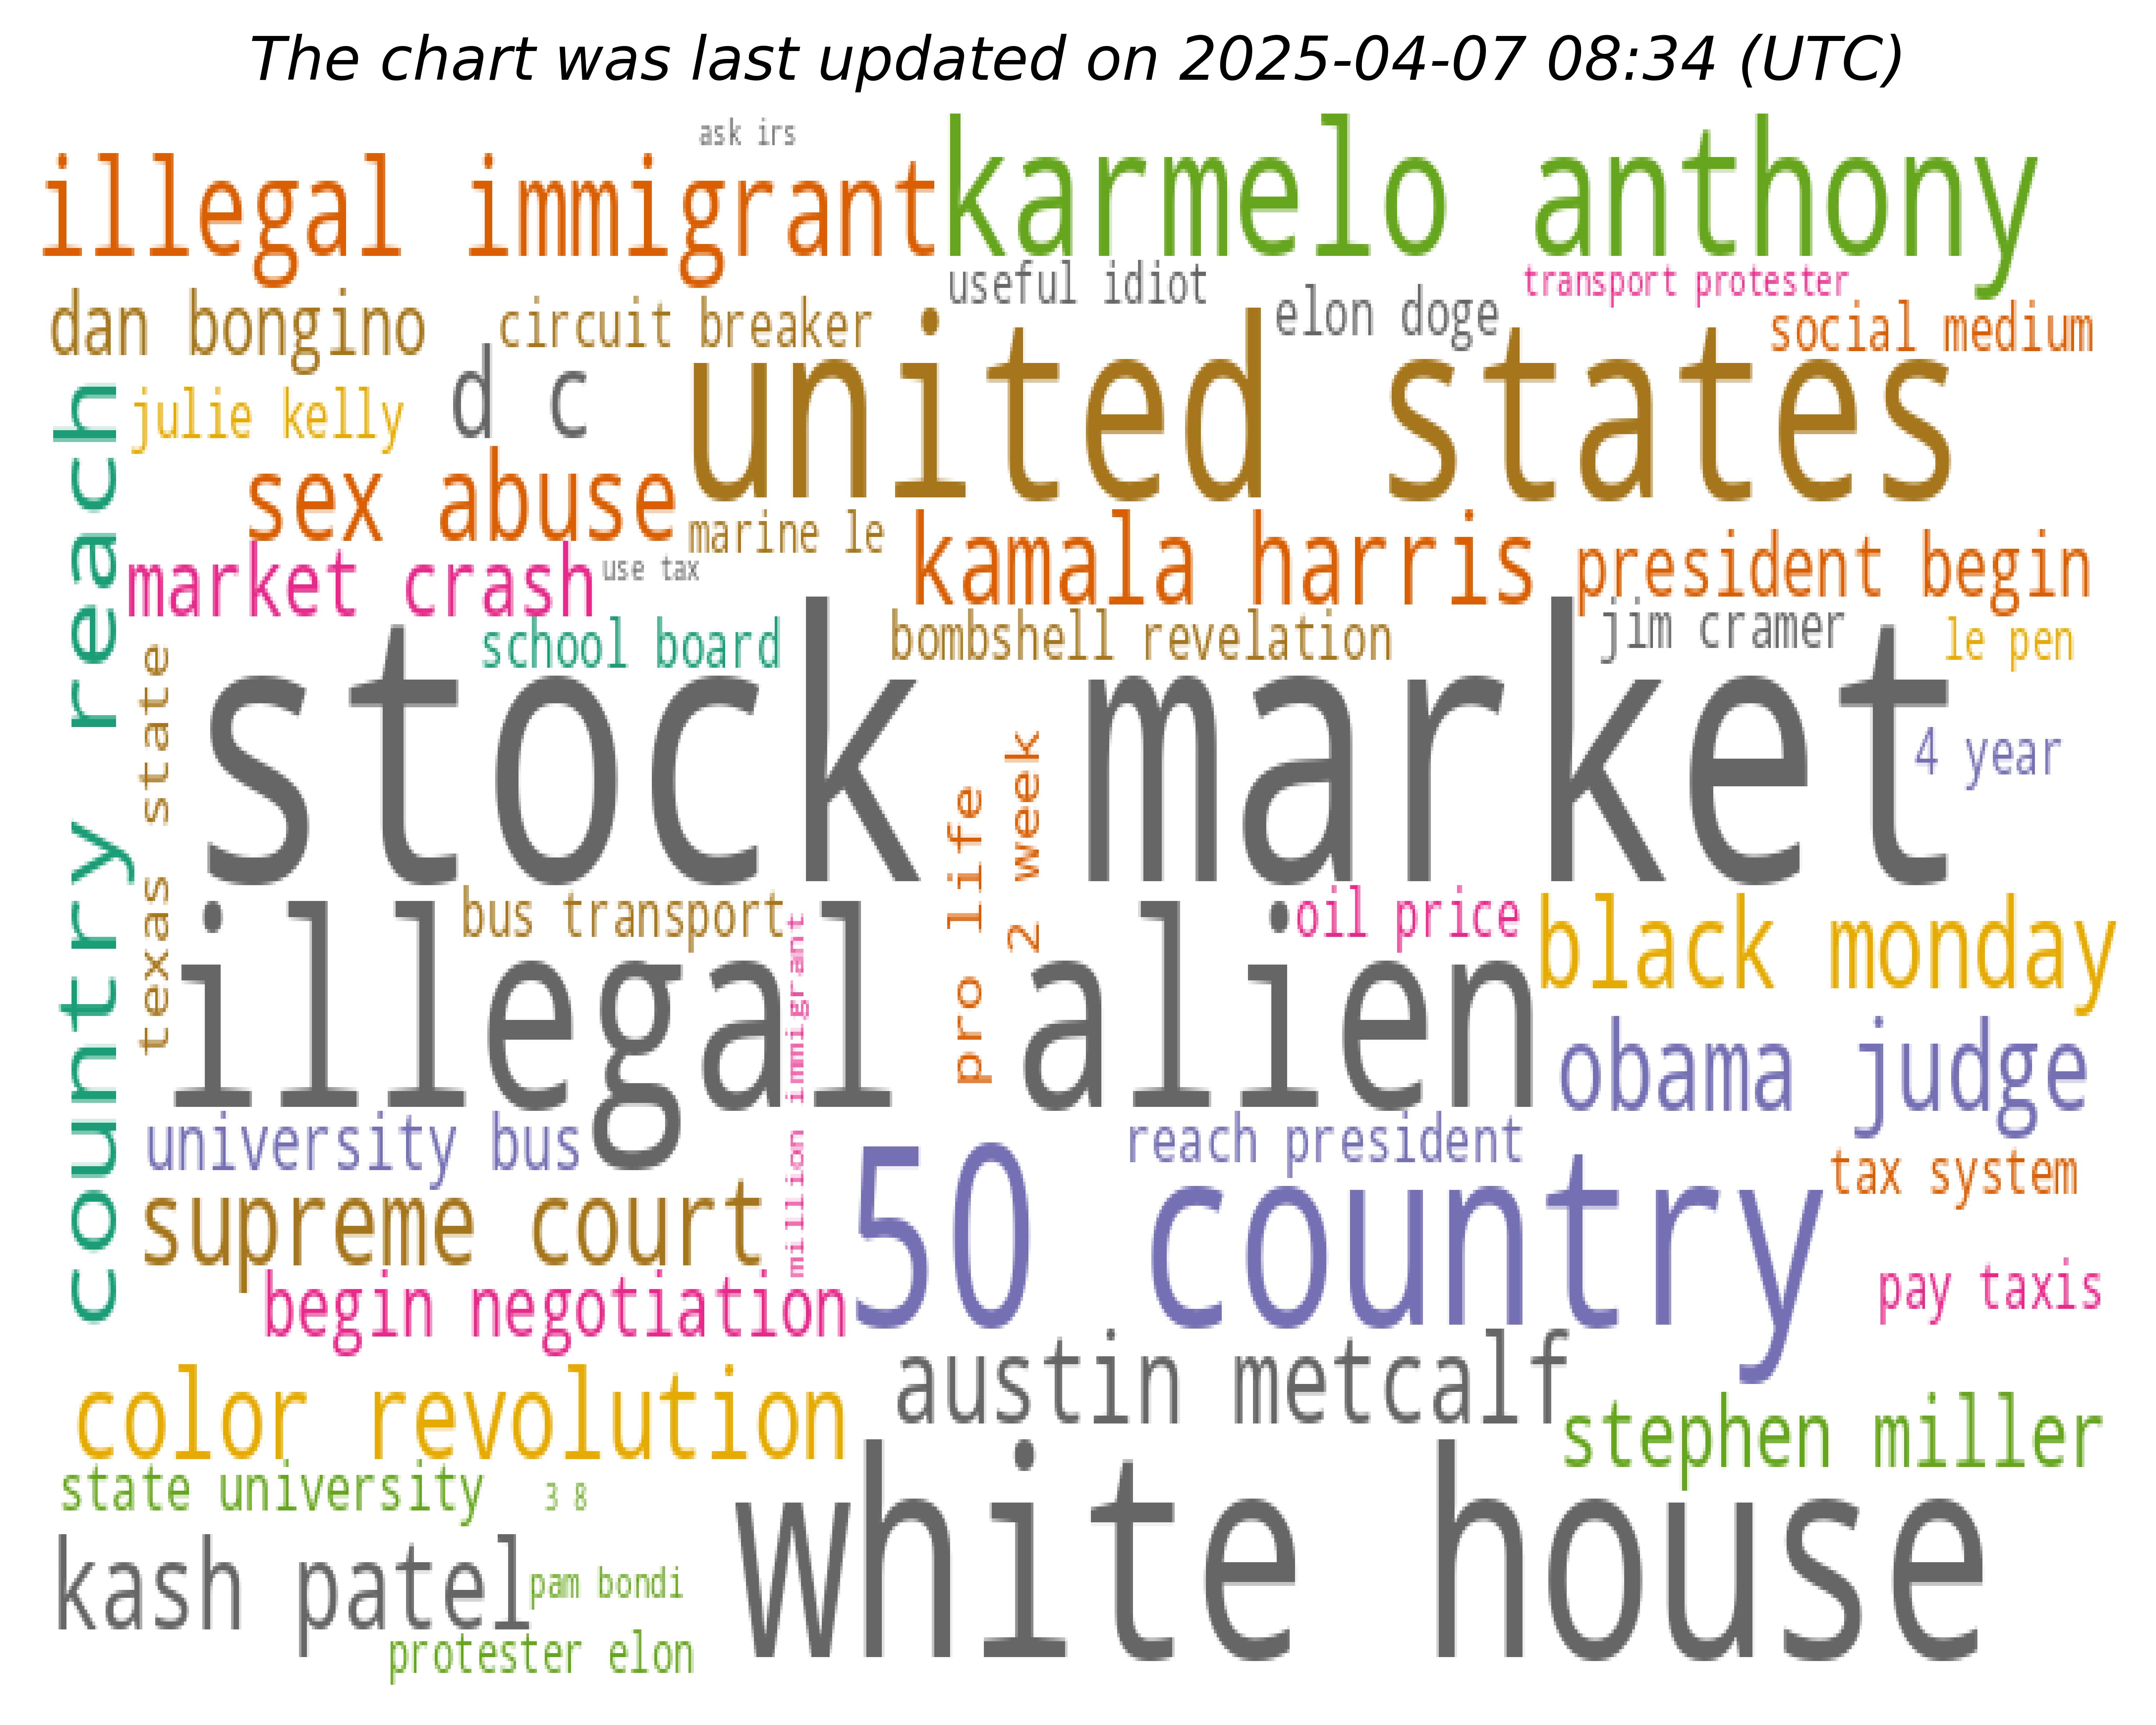 The chart was last updated on 2025-04-07 08:34 (UTC)
ask irs
illegal immigrant
karmelo anthony
useful idiot
transport protester
dan bongino
circuit breaker
elon doge
social medium
united states
julie kelly
d c
country reach
sex abuse
marine le
kamala harris
president begin
market crash
use tax
school board
bombshell revelation
jim cramer
le pen
texas state
stock market
4 year
pro life
2 week
bus transport
oil price
black monday
illegal alien
million immigrant
obama judge
university bus
reach president
50 country
tax system
supreme court
begin negotiation
pay taxis
austin metcalf
color revolution
stephen miller
state university
3 8
white house
kash patel
pam bondi
protester elon